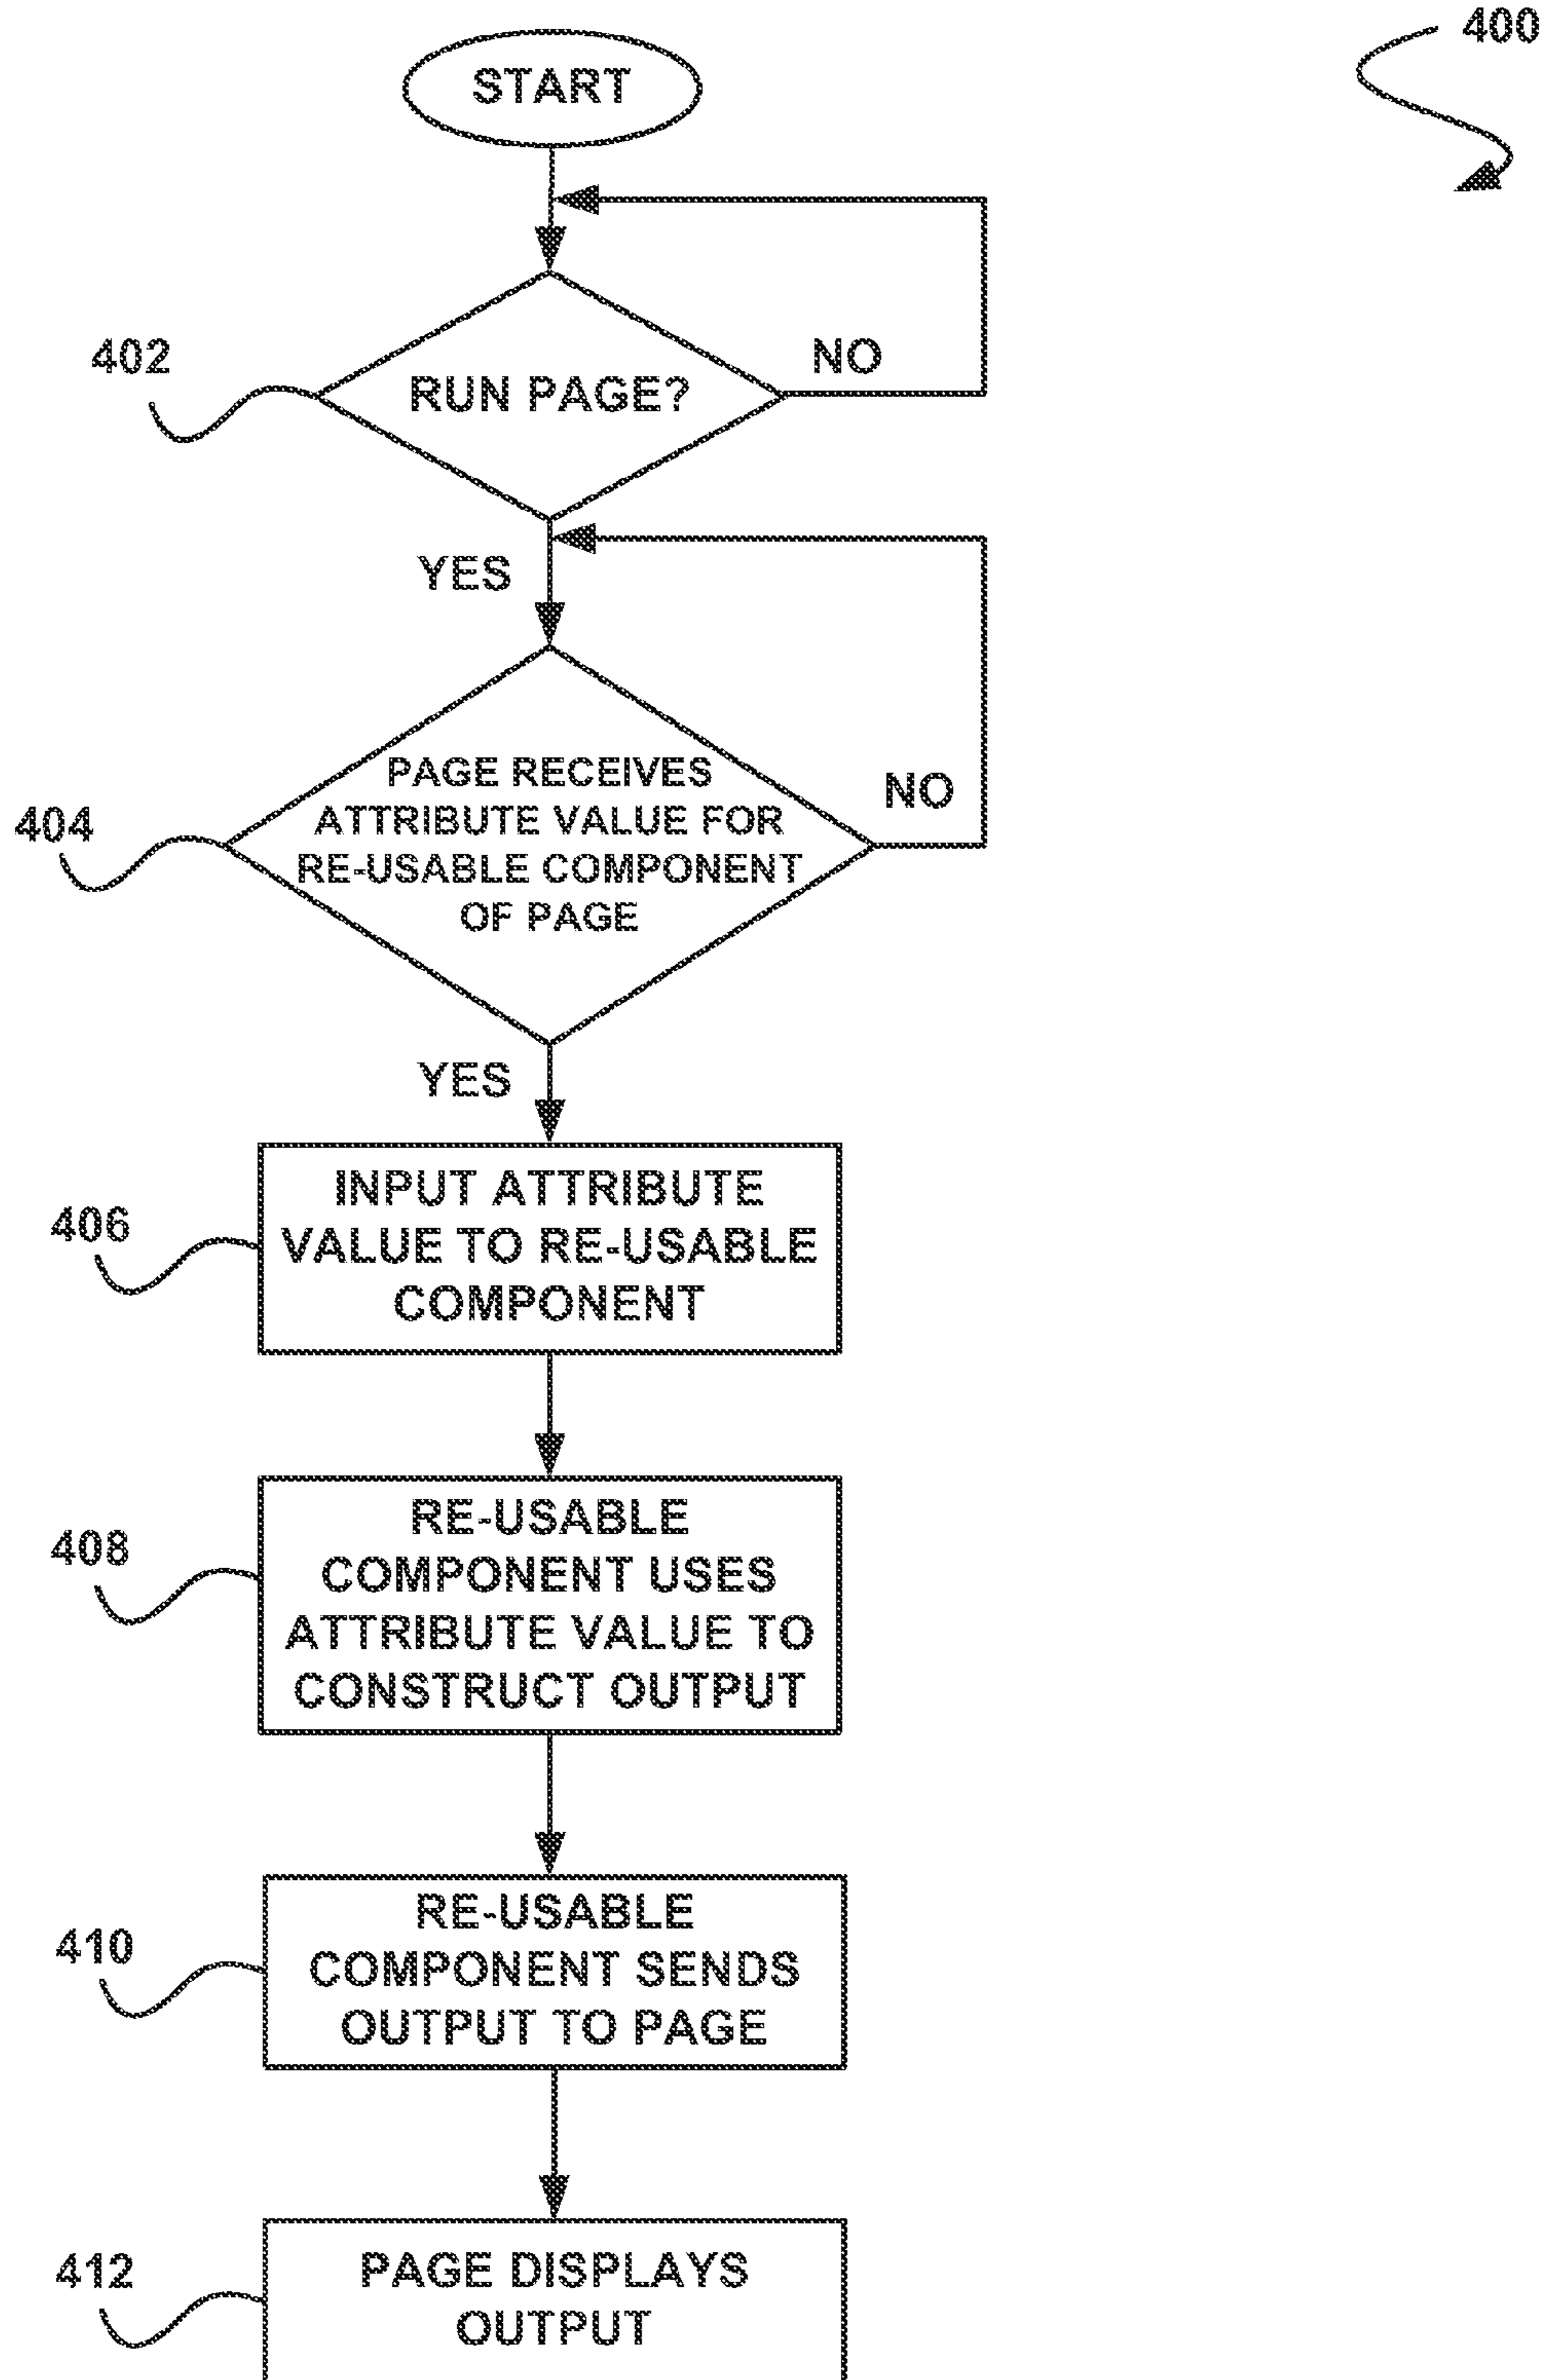 400
START
402
RUN PAGE?
NO
YES
404
PAGE RECEIVES
ATTRIBUTE VALUE FOR
RE-USABLE COMPONENT
OF PAGE
NO
YES
406
INPUT ATTRIBUTE
VALUE TO RE-USABLE
COMPONENT
408
RE-USABLE
COMPONENT USES
ATTRIBUTE VALUE TO
CONSTRUCT OUTPUT
410
RE-USABLE
COMPONENT SENDS
OUTPUT TO PAGE
412
PAGE DISPLAYS
OUTPUT